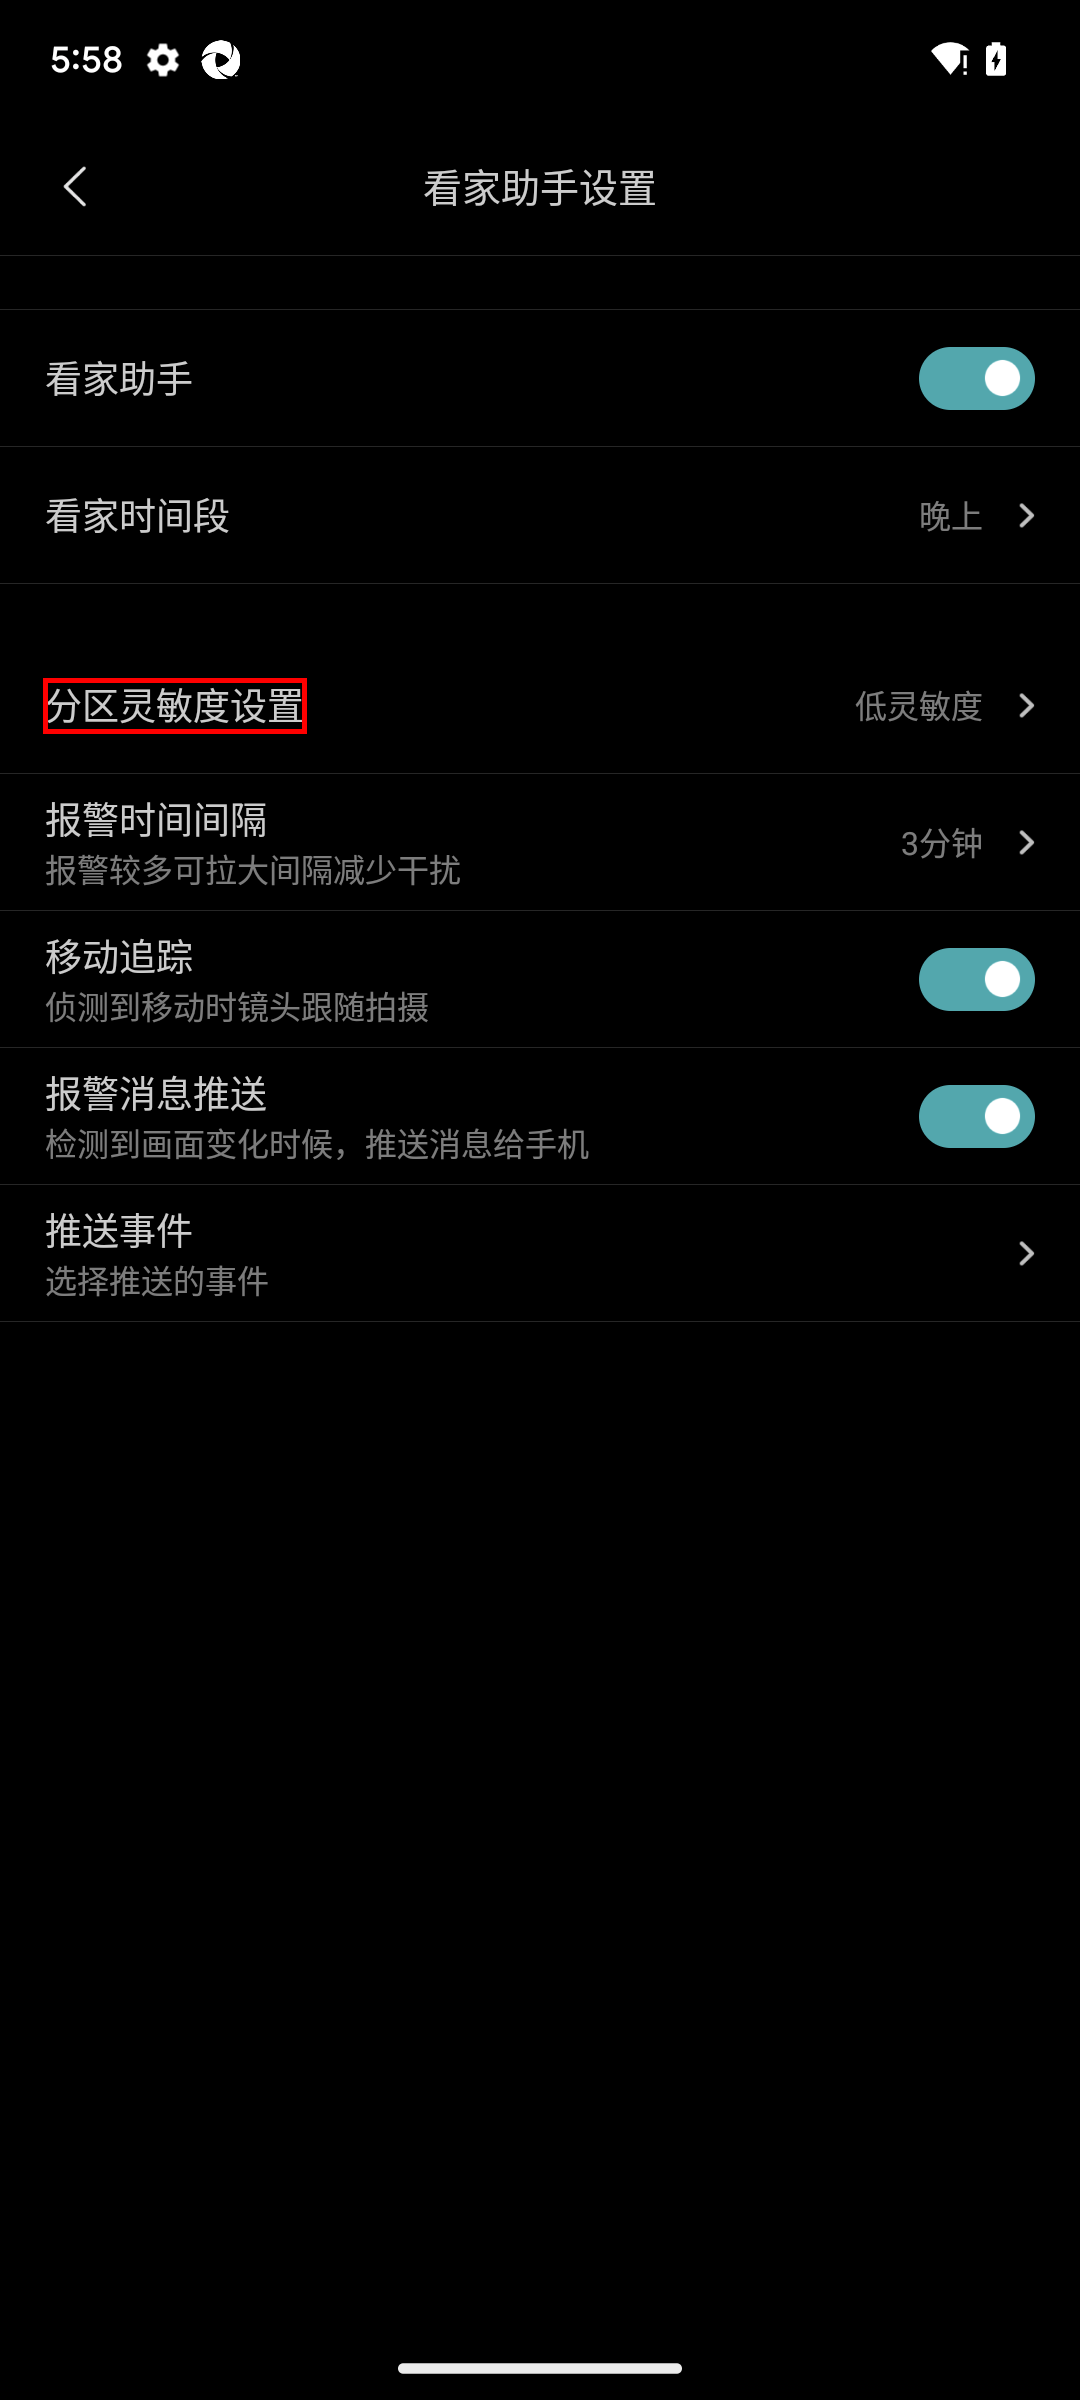 5:58
看家助手设置
看家助手
看家时间段
晚上
分区灵敏度设置
低灵敏度
报警时间间隔
报警较多可拉大间隔减少干扰
3分钟
移动追踪
侦测到移动时镜头跟随拍摄
报警消息推送
检测到画面变化时候，推送消息给手机
推送事件
选择推送的事件